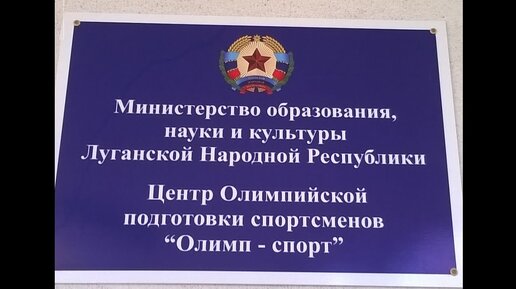 Министерство образования,
науки и культуры
Луганской Народной Республики
Центр Олимпийской
подготовки спортсменов
“Олимп - спорт”